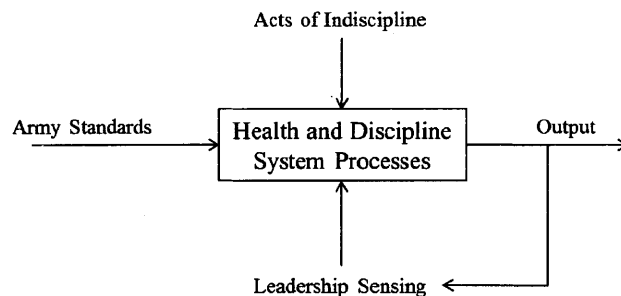 Acts of Indiscipline
Army Standards
Health and Discipline
System Processes
Output
Leadership Sensing